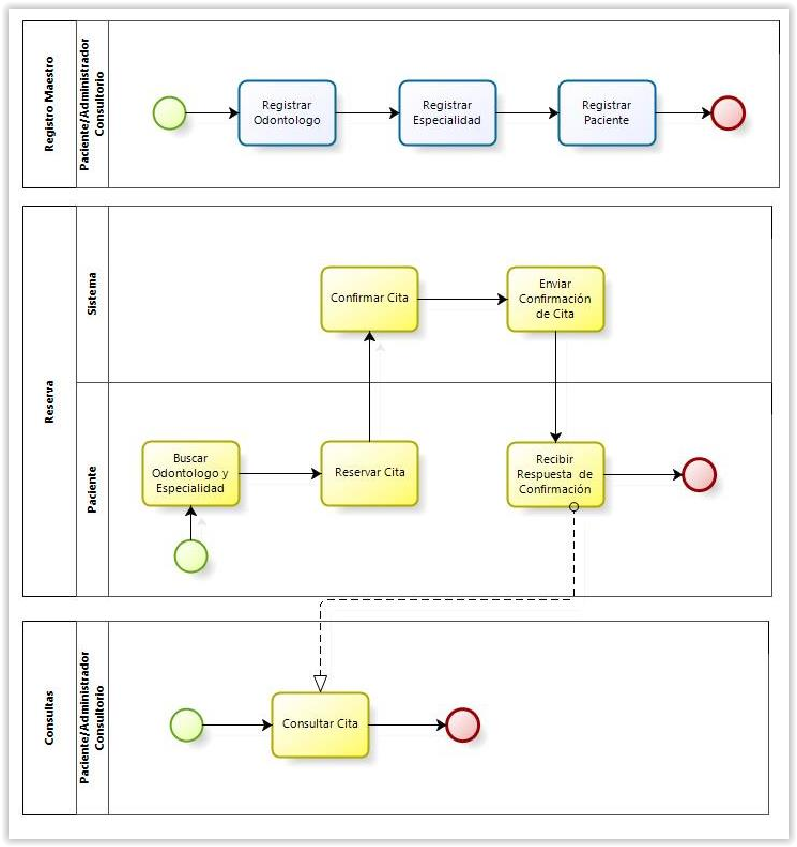 Registro Maestro
Paciente/Administrador
Consultorio
Registrar
Odontologo
Registrar
Especialidad
Registrar
Paciente
Reserva
Sistema
Confirmar Cita
Enviar
Confirmación
de Cita
Paciente
Buscar
Odontologo y
Especialidad
Reservar Cita
Recibir
Respuesta de
Confirmación
Consultas
Paciente/Administrador
Consultorio
Consultar Cita